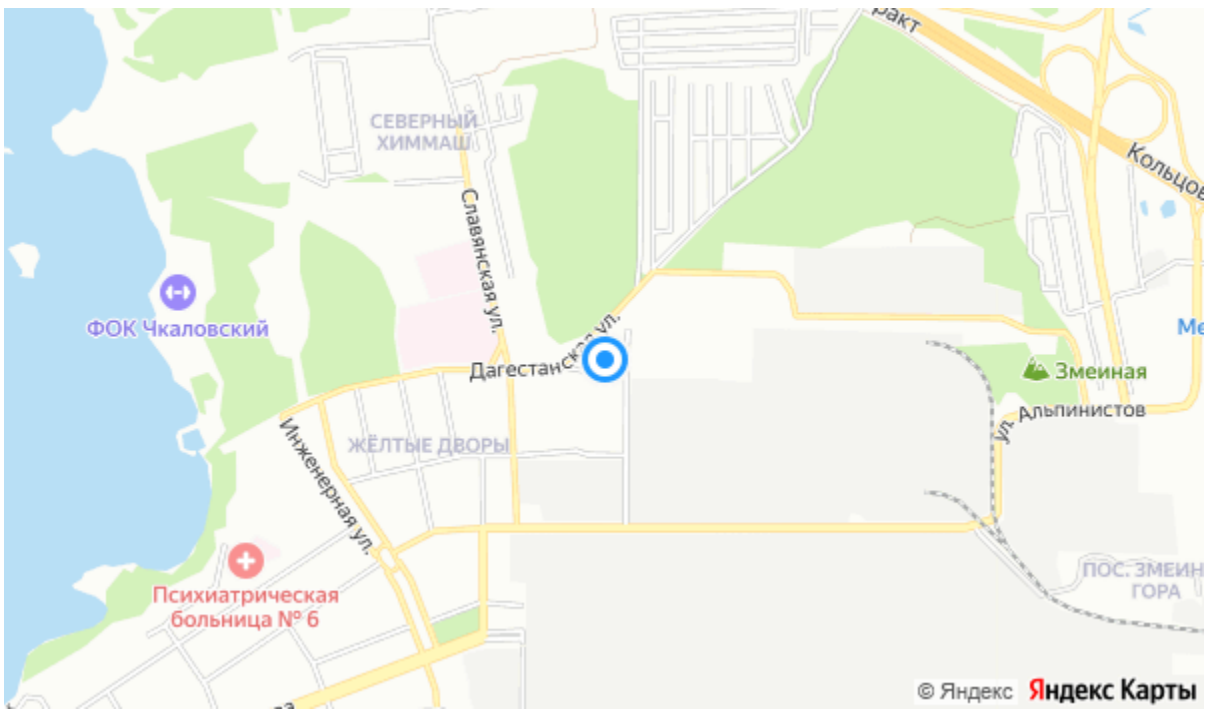 ракт
СЕВЕРНЫЙ
ХИММАШ
Кольцов
Славянская ул.
ФОК Чкаловский
Ме
Дагестанская ул.
Змеиная
ул. Альпинистов
ЖЁЛТЫЕ ДВОРЫ
Инженерная ул.
ПОС. ЗМЕИН
ГОРА
Психиатрическая
больница № 6
© Яндекс Яндекс Карты